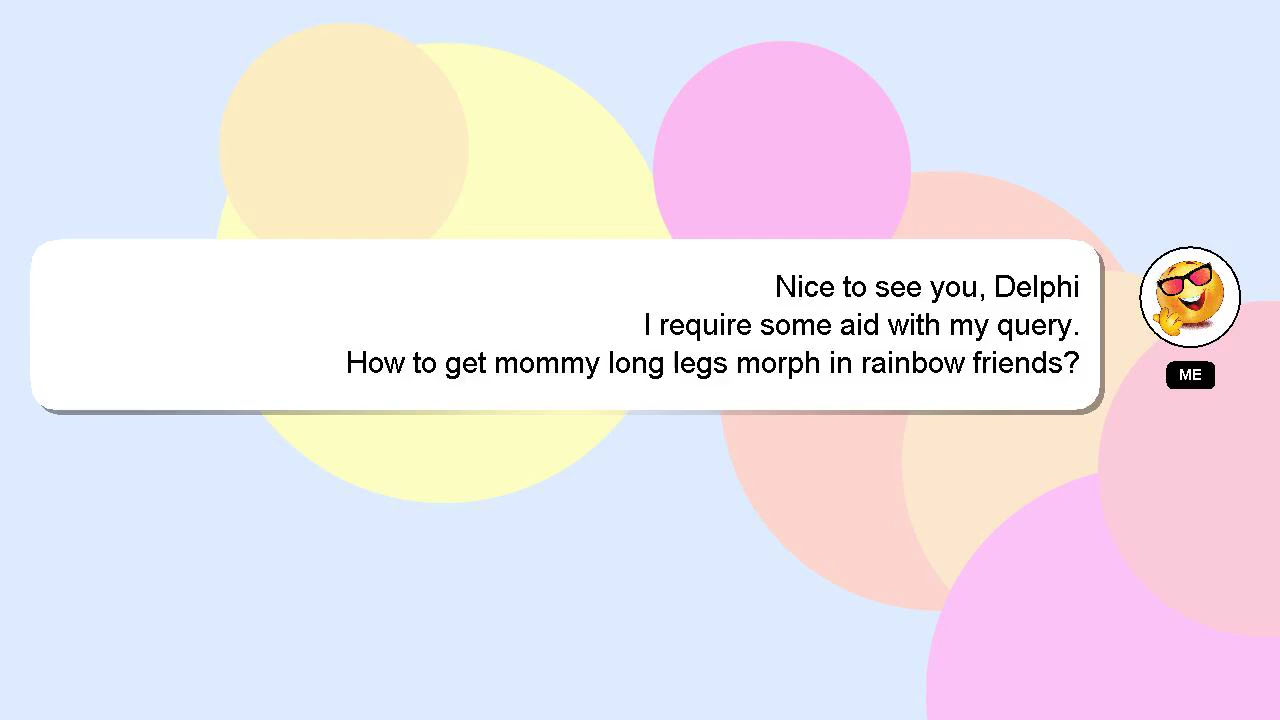 Nice to see you, Delphi
I require some aid with my query.
How to get mommy long legs morph in rainbow friends?
ME